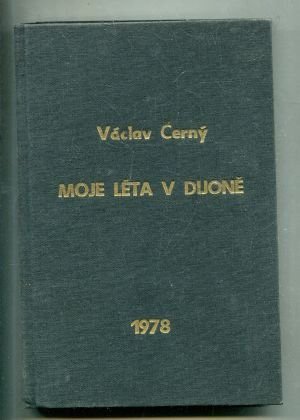 Václav Černý
MOJE LÉTA V DIJONĚ
1978